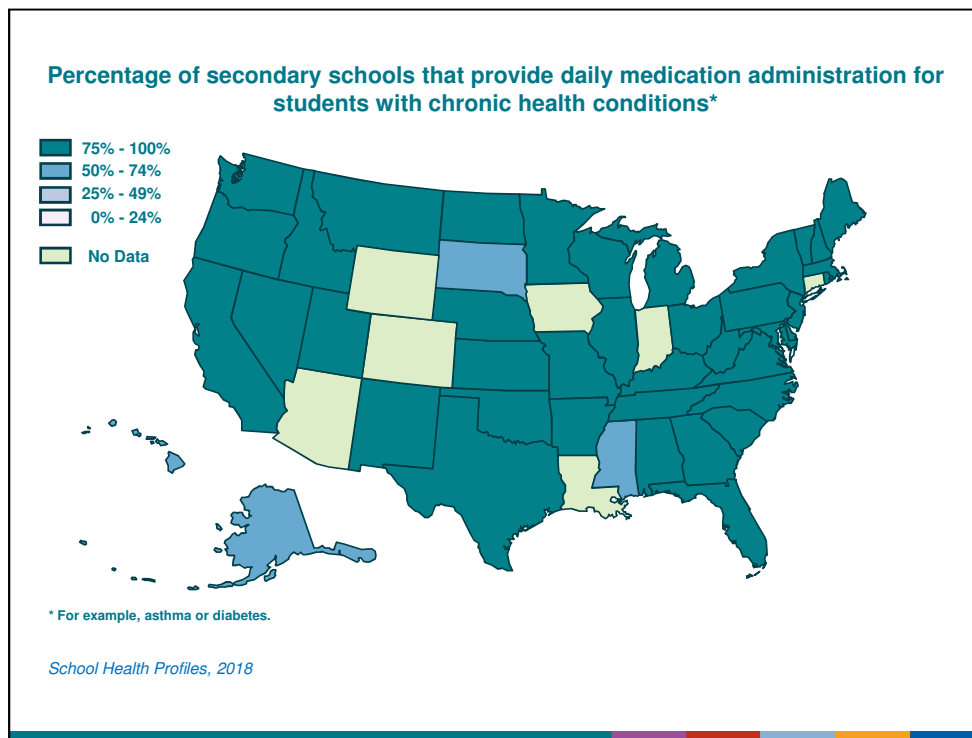 Percentage of secondary schools that provide daily medication administration for
students with chronic health conditions*
75% - 100%
50% - 74%
25% - 49%
0% - 24%
No Data
* For example, asthma or diabetes.
School Health Profiles, 2018